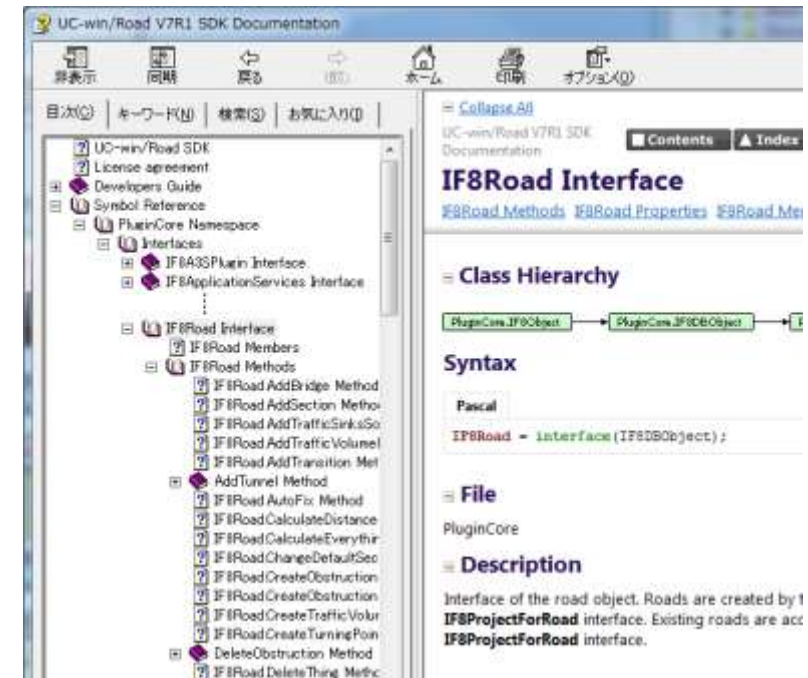 UC-win/Road V7R1 SDK Documentation
非表示 同期 戻る ホーム 印刷 オプション(O)
目次(C) キーワード(N) 検索(S) お気に入り(I)
UC-win/Road SDK
License agreement
Developers Guide
Symbol Reference
PluginCore Namespace
Interfaces
IF8A3SPlugin Interface
IF8ApplicationServices Interface
IF8Road Interface
IF8Road Members
IF8Road Methods
IF8Road.AddBridge Method
IF8Road.AddSection Metho
IF8Road.AddTrafficSinksSo
IF8Road.AddTrafficVolumeI
IF8Road.AddTransition Met
AddTunnel Method
IF8Road.AutoFix Method
IF8Road.CalculateDistance
IF8Road.CalculateEverythin
IF8Road.ChangeDefaultSec
IF8Road.CreateObstruction
IF8Road.CreateObstruction
IF8Road.CreateTrafficVolur
IF8Road.CreateTurningPoin
DeleteObstruction Method
IF8Road.DeleteThing Metho
Collapse All
UC-win/Road V7R1 SDK
Documentation
Contents Index
IF8Road Interface
IF8Road Methods IF8Road Properties IF8Road Me
Class Hierarchy
PluginCore.IF8Object PluginCore.IF8DBObject
Syntax
Pascal
IF8Road = interface(IF8DBObject);
File
PluginCore
Description
Interface of the road object. Roads are created by t
IF8ProjectForRoad interface. Existing roads are acc
IF8ProjectForRoad interface.